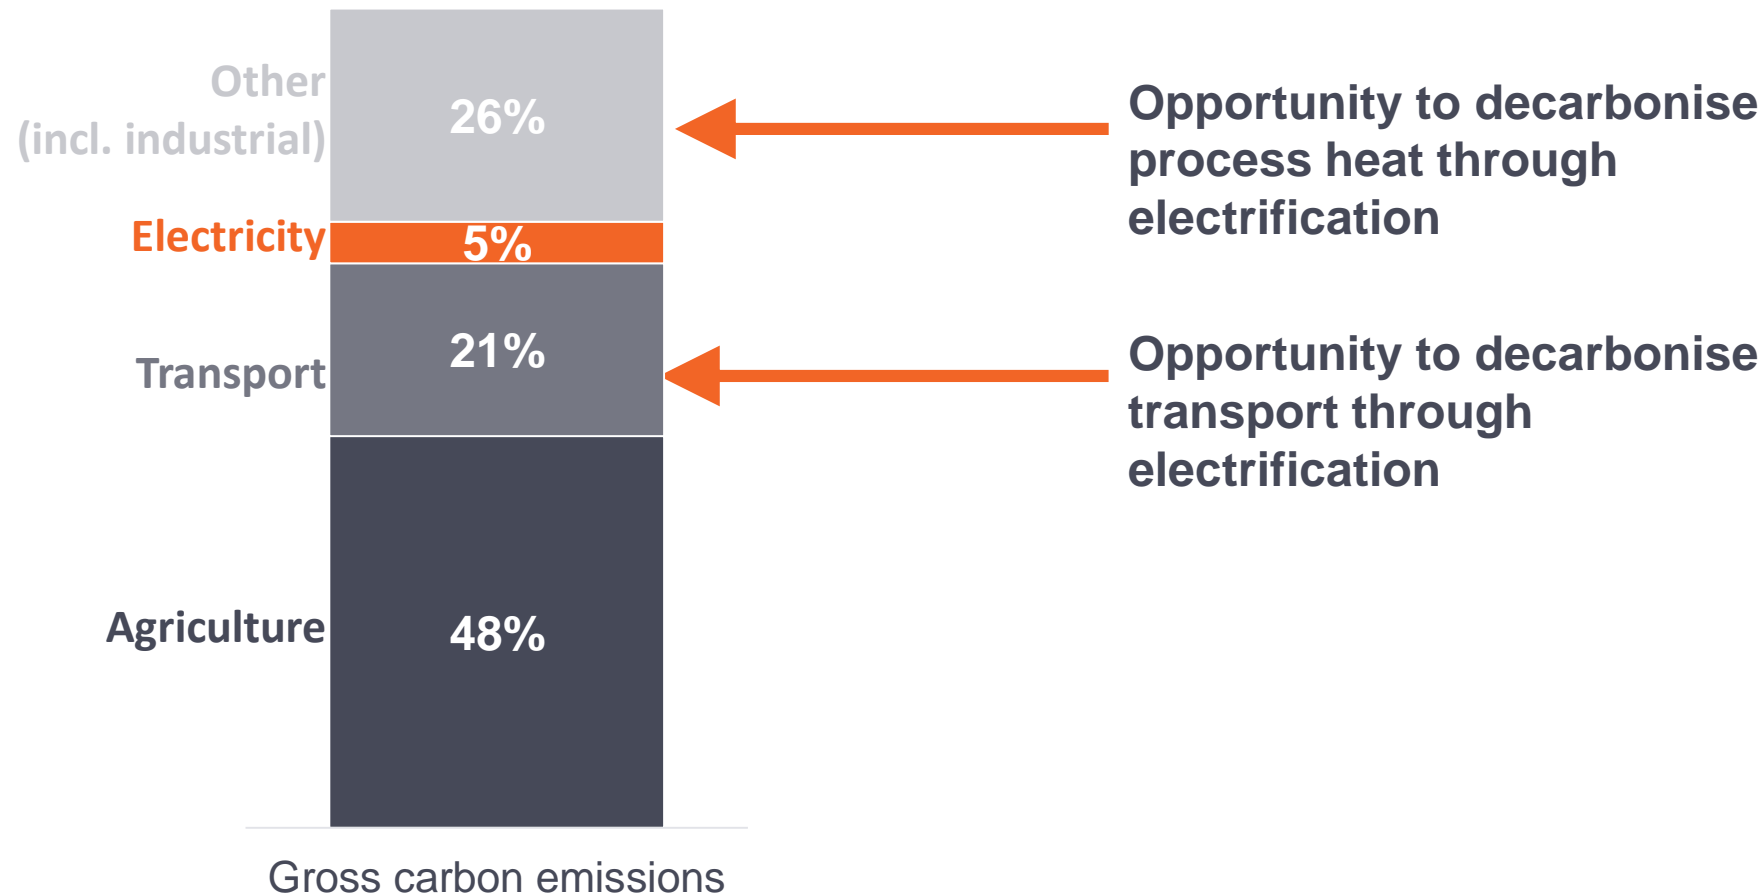 Other
(incl. industrial)
26%
Opportunity to decarbonise
process heat through
electrification
Electricity
5%
Transport
21%
Opportunity to decarbonise
transport through
electrification
Agriculture
48%
Gross carbon emissions